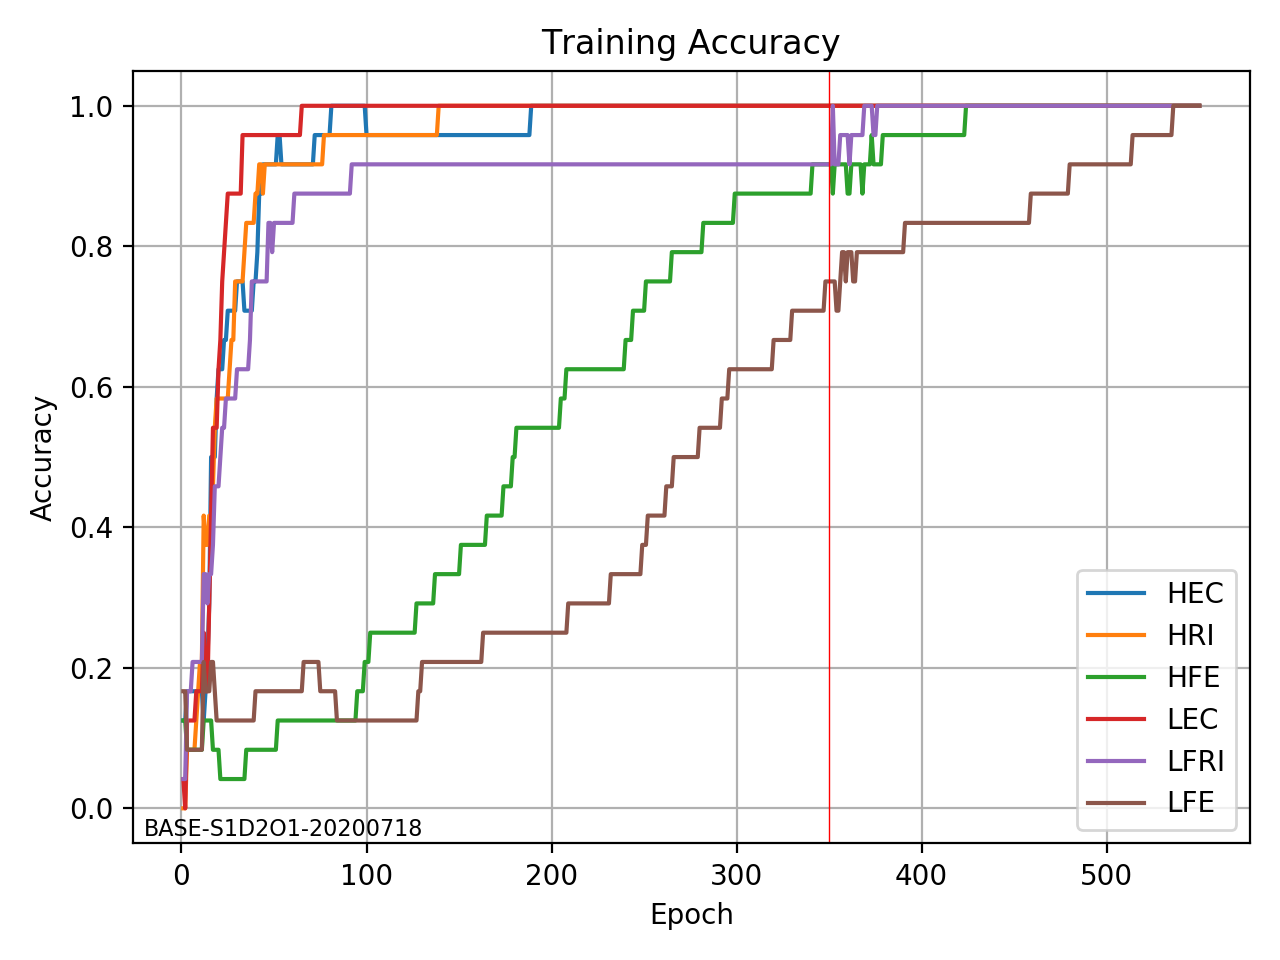 Training Accuracy
Accuracy
1.0
0.8
0.6
0.4
0.2
0.0
HEC
HRI
HFE
LEC
LFRI
LFE
BASE-S1D2O1-20200718
0 100 200 300 400 500
Epoch